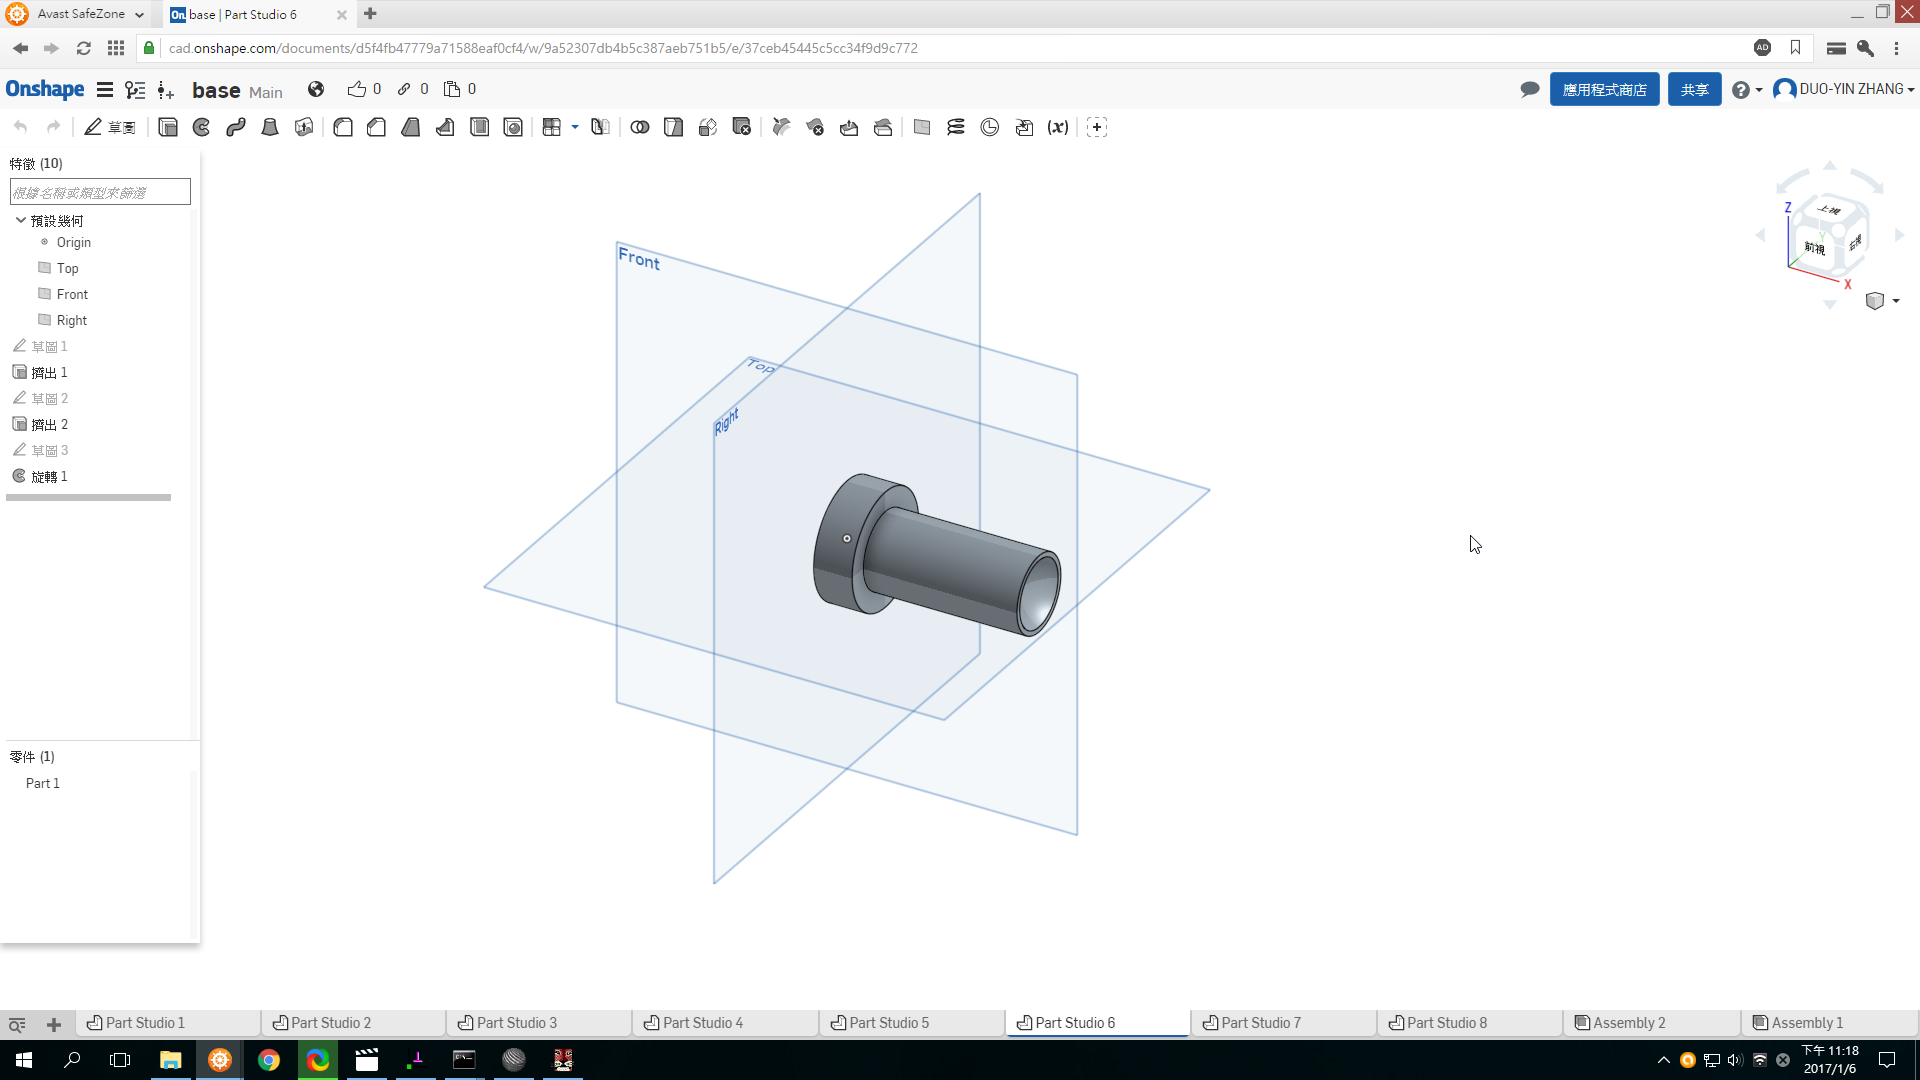 Avast SafeZone
base | Part Studio 6
cad.onshape.com/documents/d5f4fb47779a71588eaf0cf4/w/9a52307db4b5c387aeb751b5/e/37ceb45445c5cc34f9d9c772
AD
Onshape
base Main
0
0
0
應用程式商店
共享
DUO-YIN ZHANG
草圖
(x)
特徵 (10)
根據名稱或類型來篩選
預設幾何
Origin
Top
Front
Right
草圖 1
擠出 1
草圖 2
擠出 2
草圖 3
旋轉 1
零件 (1)
Part 1
Front
Top
Right
Z
上視
Y
前視
右視
X
Part Studio 1
Part Studio 2
Part Studio 3
Part Studio 4
Part Studio 5
Part Studio 6
Part Studio 7
Part Studio 8
Assembly 2
Assembly 1
下午 11:18
2017/1/6